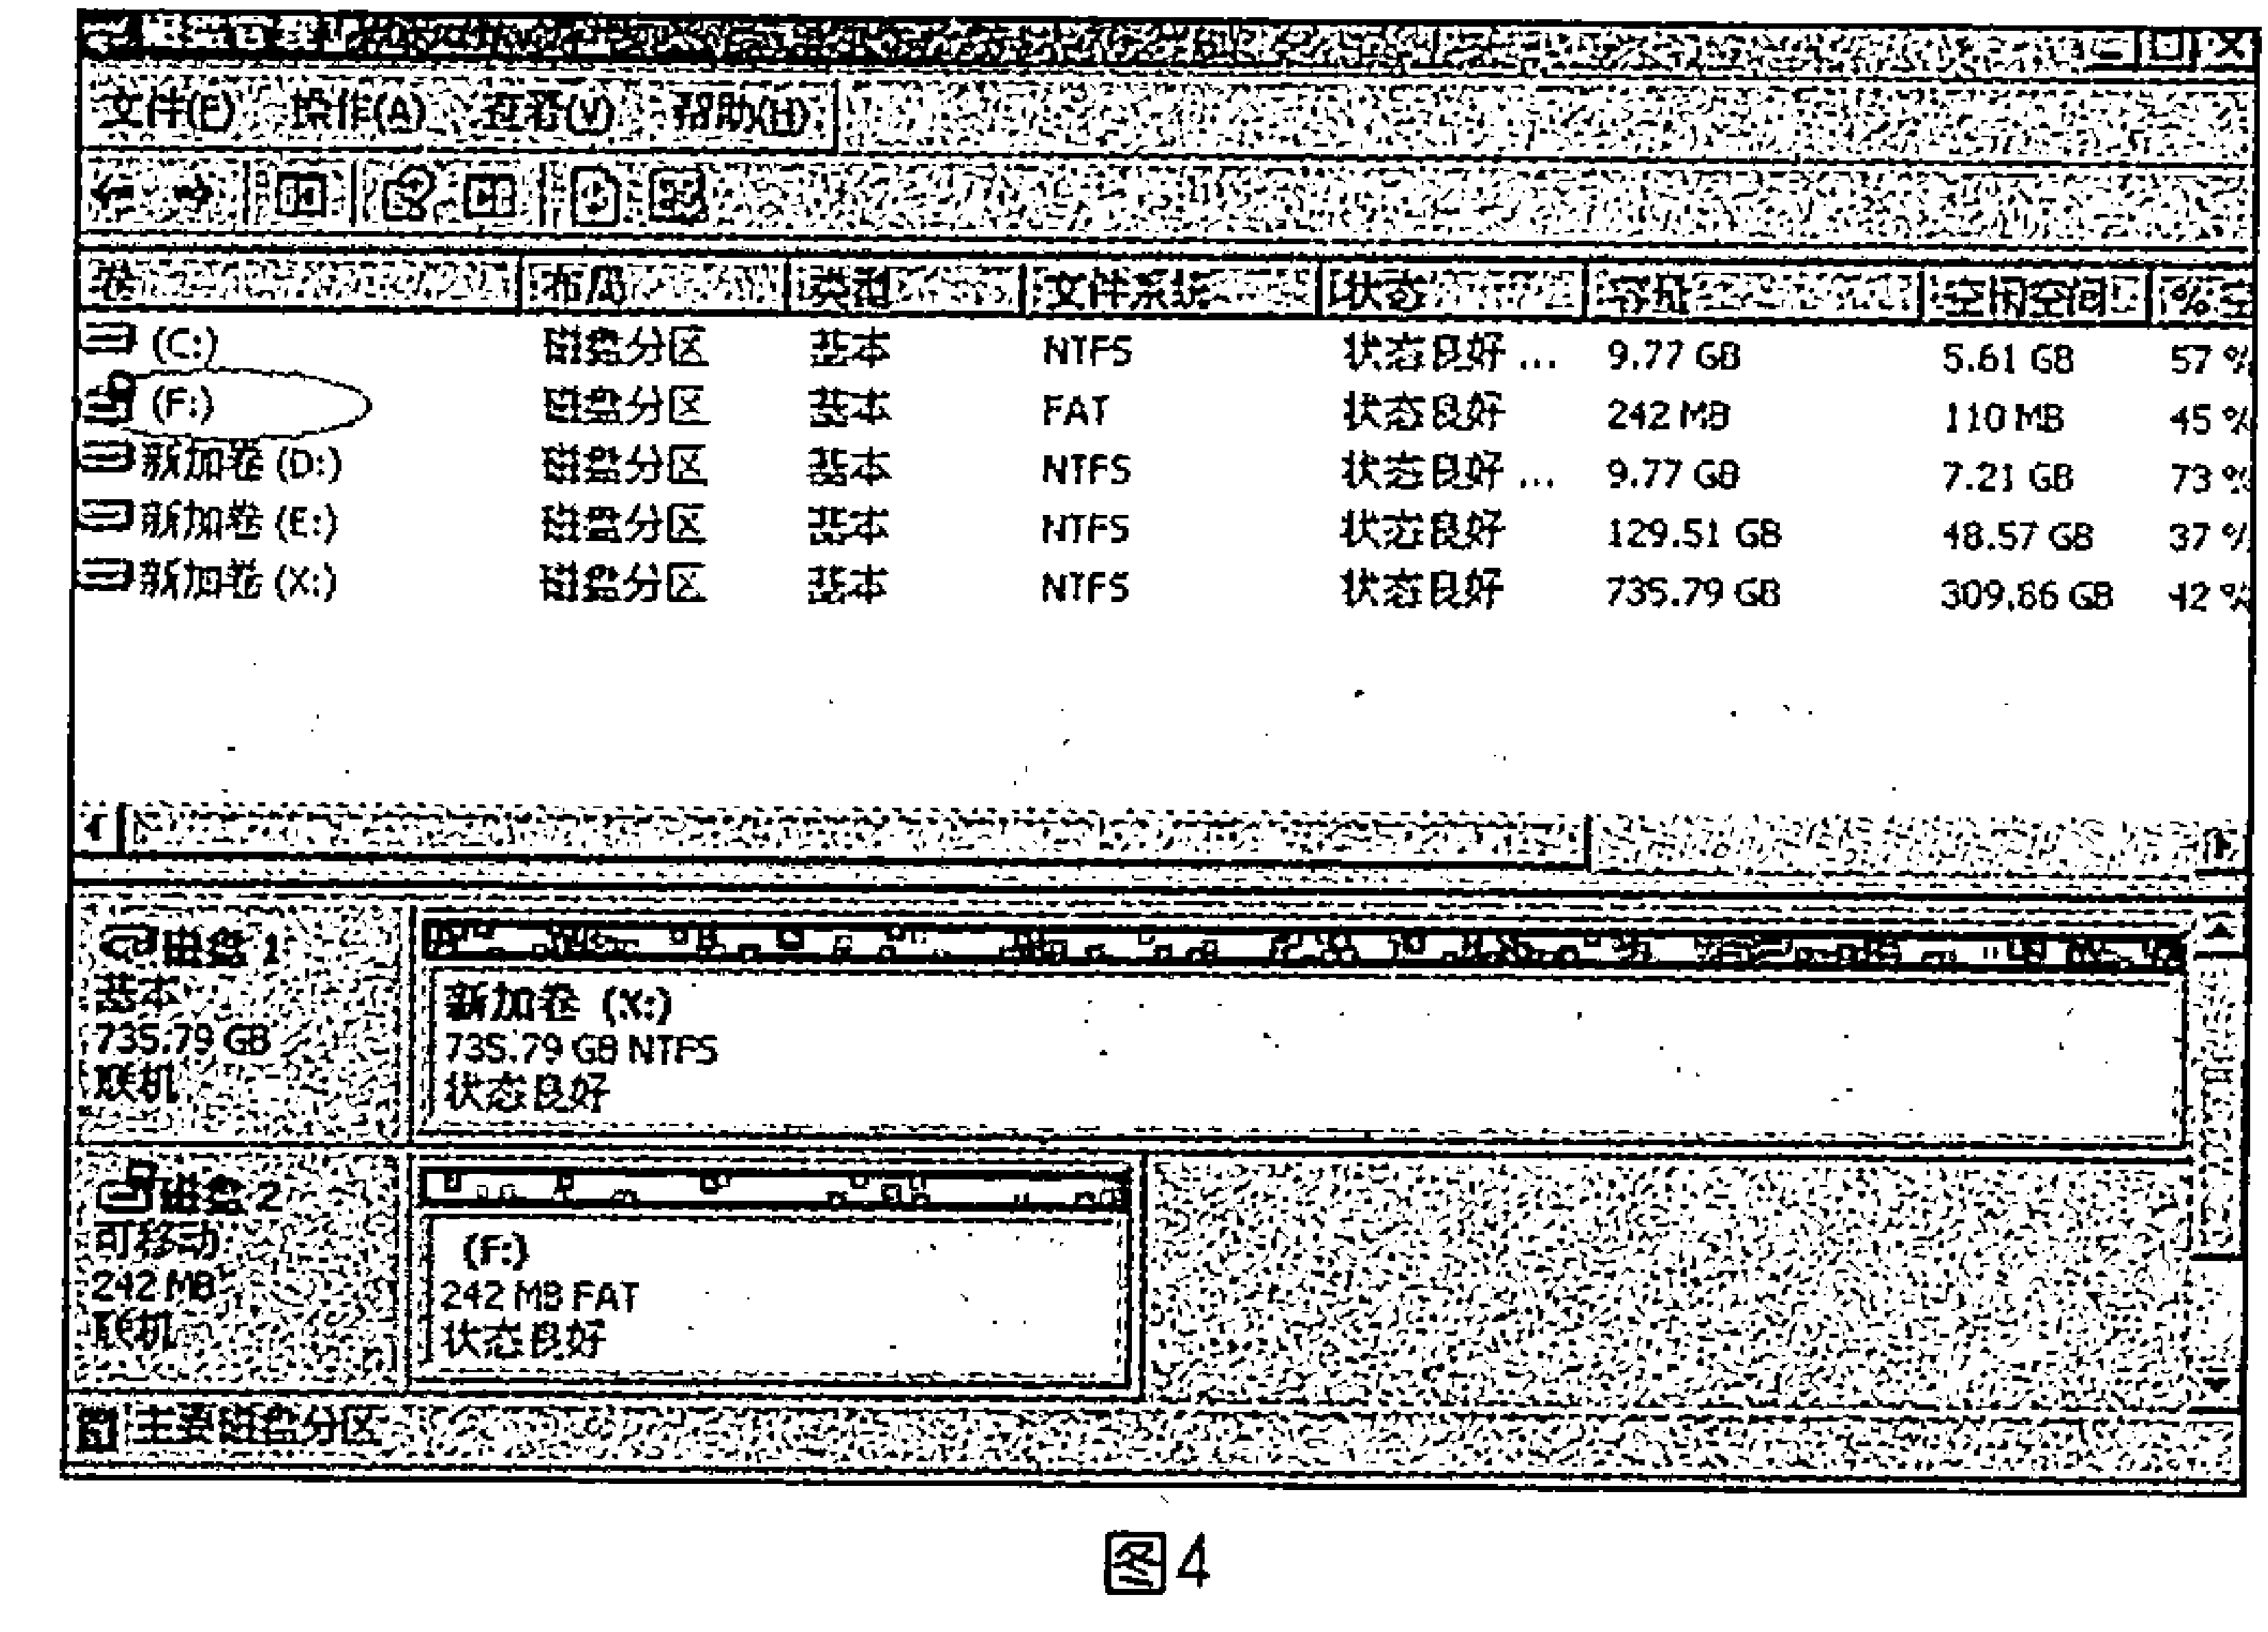 磁盘管理
文件(F) 操作(A) 查看(V) 帮助(H)
卷 布局 类型 文件系统 状态 容量 空闲空间 % 空
(C:) 磁盘分区 基本 NTFS 状态良好 ... 9.77 GB 5.61 GB 57 %
(F:) 磁盘分区 基本 FAT 状态良好 242 MB 110 MB 45 %
新加卷 (D:) 磁盘分区 基本 NTFS 状态良好 ... 9.77 GB 7.21 GB 73 %
新加卷 (E:) 磁盘分区 基本 NTFS 状态良好 129.51 GB 48.57 GB 37 %
新加卷 (X:) 磁盘分区 基本 NTFS 状态良好 735.79 GB 309.86 GB 42 %
磁盘 1
基本
735.79 GB
联机
新加卷 (X:)
735.79 GB NTFS
状态良好
磁盘 2
可移动
242 MB
联机
(F:)
242 MB FAT
状态良好
主要磁盘分区
图4